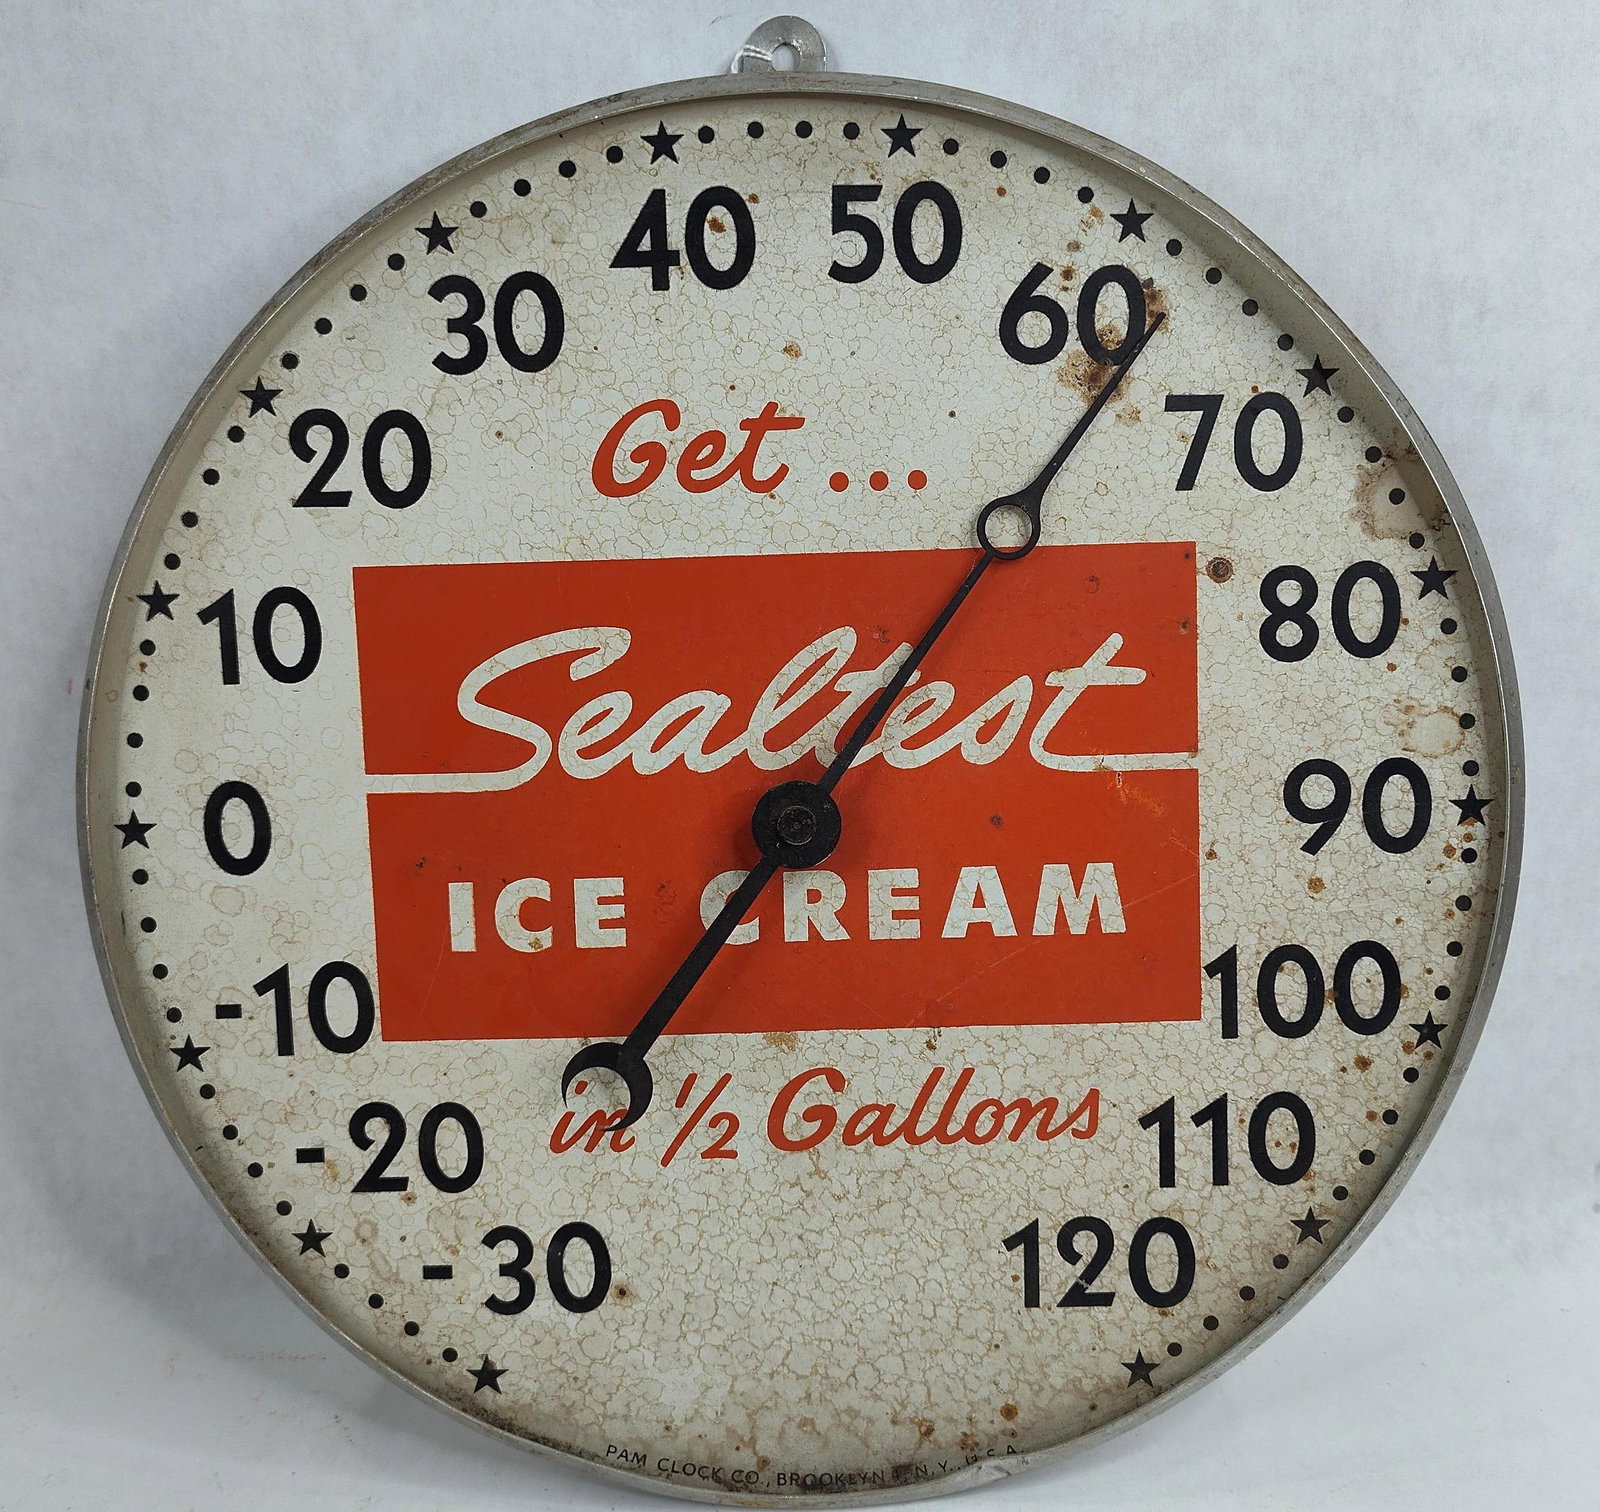 40 50
30 60
20 70
Get ...
10 80
Sealtest
0 90
ICE CREAM
-10 100
in 1/2 Gallons
-20 110
-30 120
PAM CLOCK CO., BROOKLYN 1, N.Y., U.S.A.